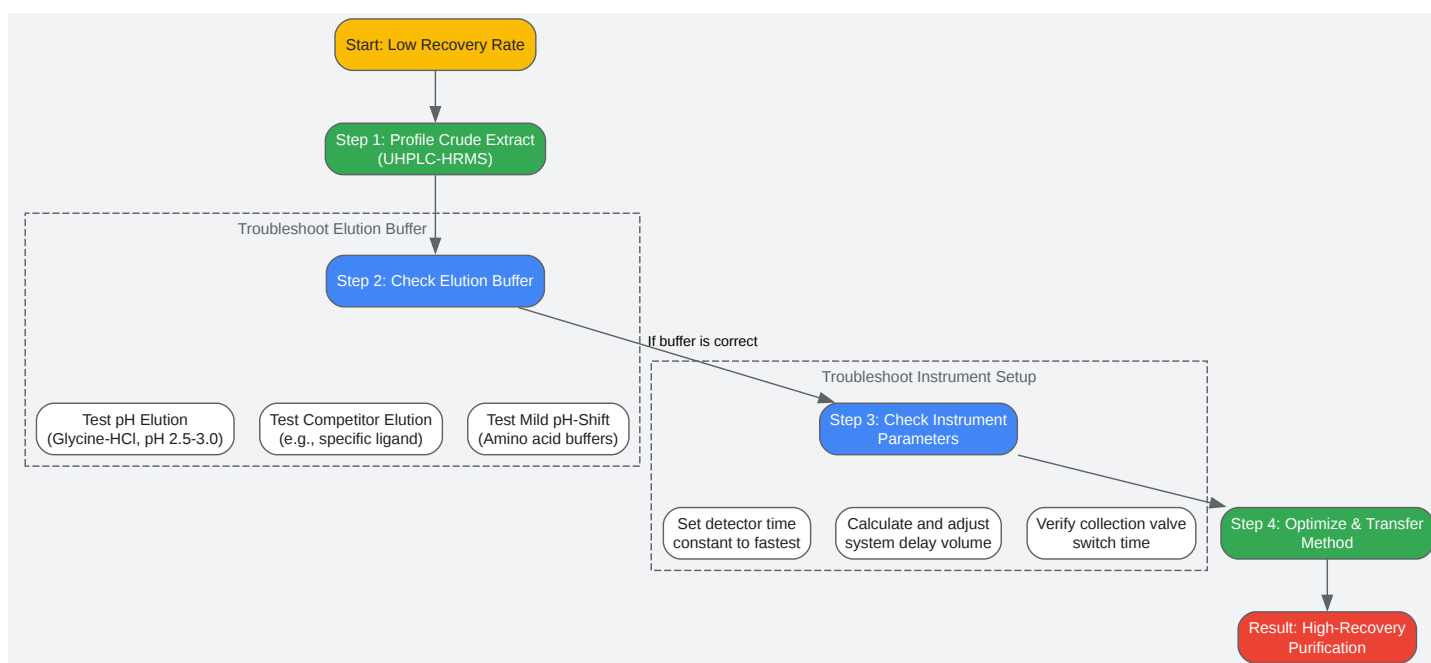 Start: Low Recovery Rate
Step 1: Profile Crude Extract
(UHPLC-HRMS)
Troubleshoot Elution Buffer
Step 2: Check Elution Buffer
If buffer is correct
Test pH Elution
(Glycine-HCl, pH 2.5-3.0)
Test Competitor Elution
(e.g., specific ligand)
Test Mild pH-Shift
(Amino acid buffers)
Troubleshoot Instrument Setup
Step 3: Check Instrument
Parameters
Set detector time
constant to fastest
Calculate and adjust
system delay volume
Verify collection valve
switch time
Step 4: Optimize & Transfer
Method
Result: High-Recovery
Purification